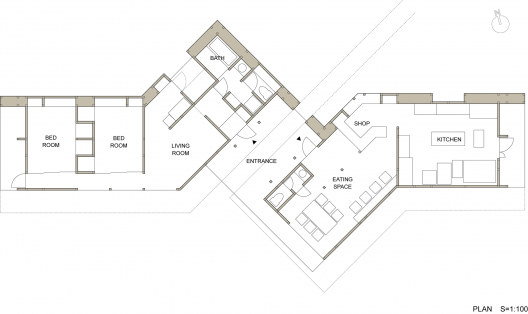 BATH
BED
ROOM
BED
ROOM
LIVING
ROOM
ENTRANCE
SHOP
KITCHEN
EATING
SPACE
PLAN S=1:100